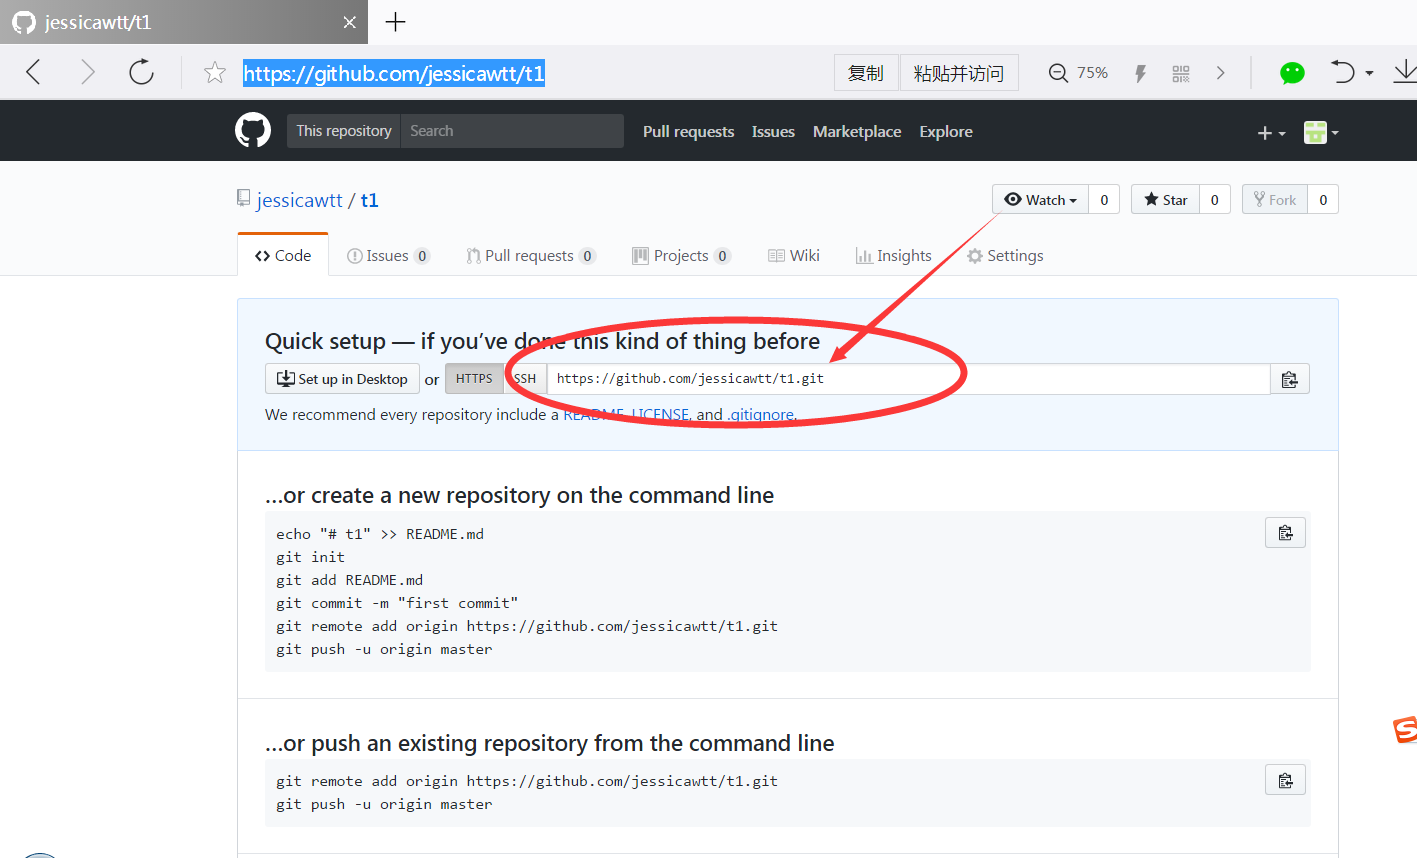 jessicawtt/t1
https://github.com/jessicawtt/t1 复制 粘贴并访问 75%
This repository Search Pull requests Issues Marketplace Explore
jessicawtt / t1 Watch 0 Star 0 Fork 0
Code Issues 0 Pull requests 0 Projects 0 Wiki Insights Settings
Quick setup — if you’ve done this kind of thing before
Set up in Desktop or HTTPS SSH https://github.com/jessicawtt/t1.git
We recommend every repository include a README, LICENSE, and .gitignore.
…or create a new repository on the command line
echo "# t1" >> README.md
git init
git add README.md
git commit -m "first commit"
git remote add origin https://github.com/jessicawtt/t1.git
git push -u origin master
…or push an existing repository from the command line
git remote add origin https://github.com/jessicawtt/t1.git
git push -u origin master